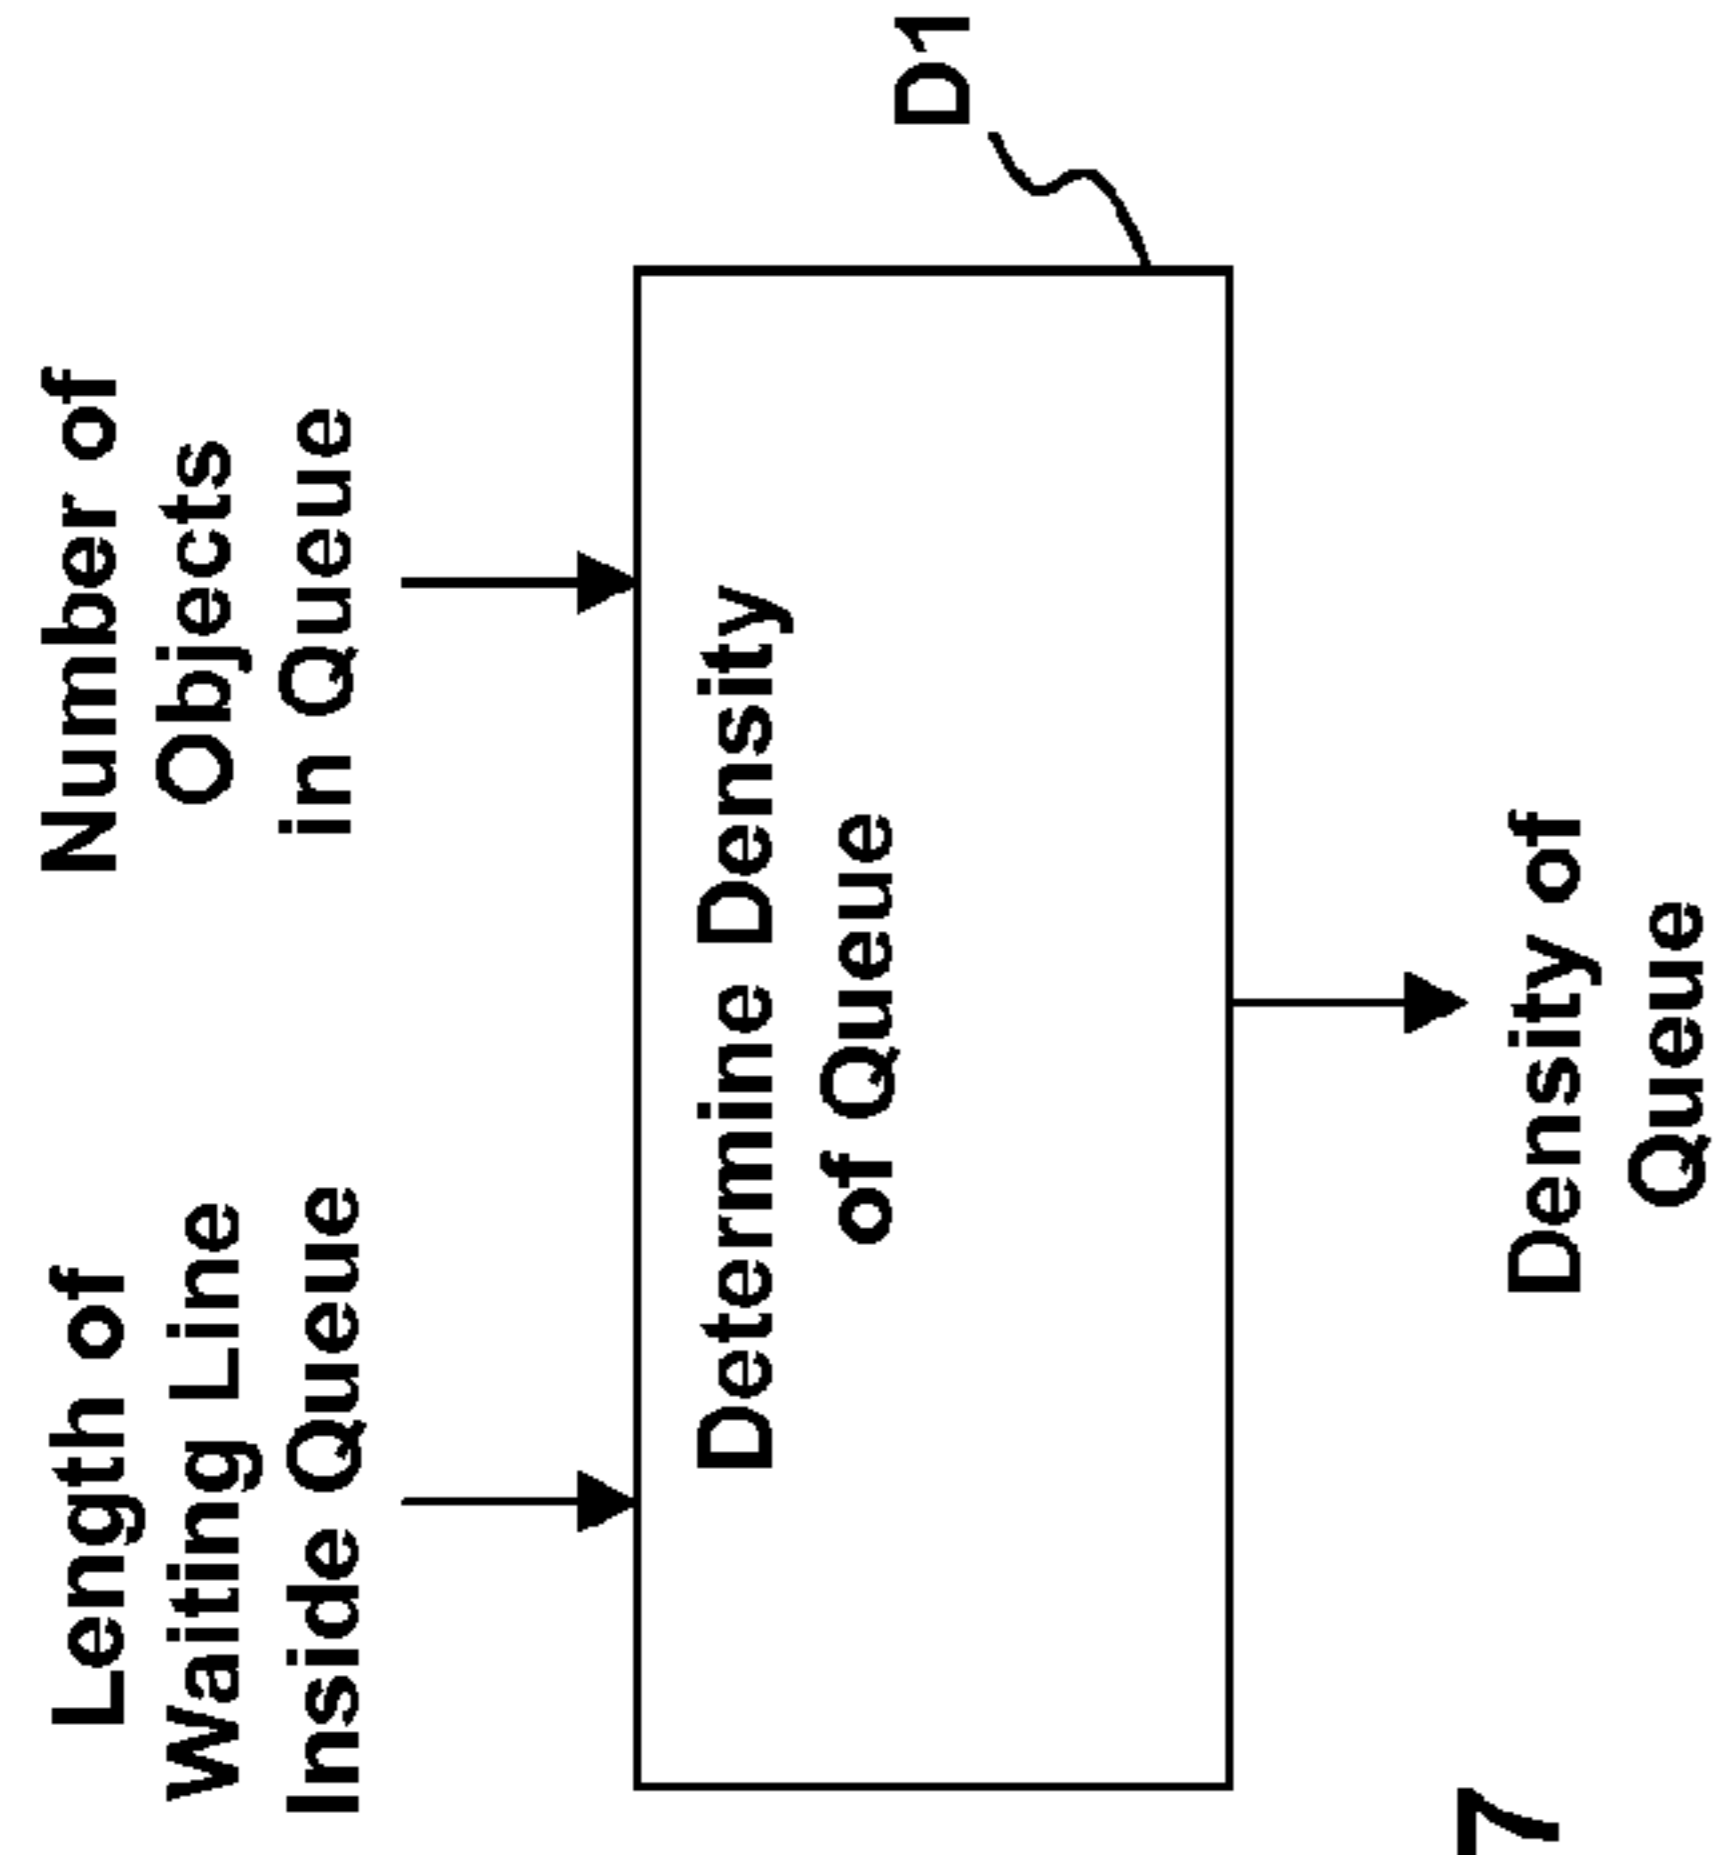 Length of
Waiting Line
Inside Queue
Number of
Objects
in Queue
Determine Density
of Queue
D1
Density of
Queue
7